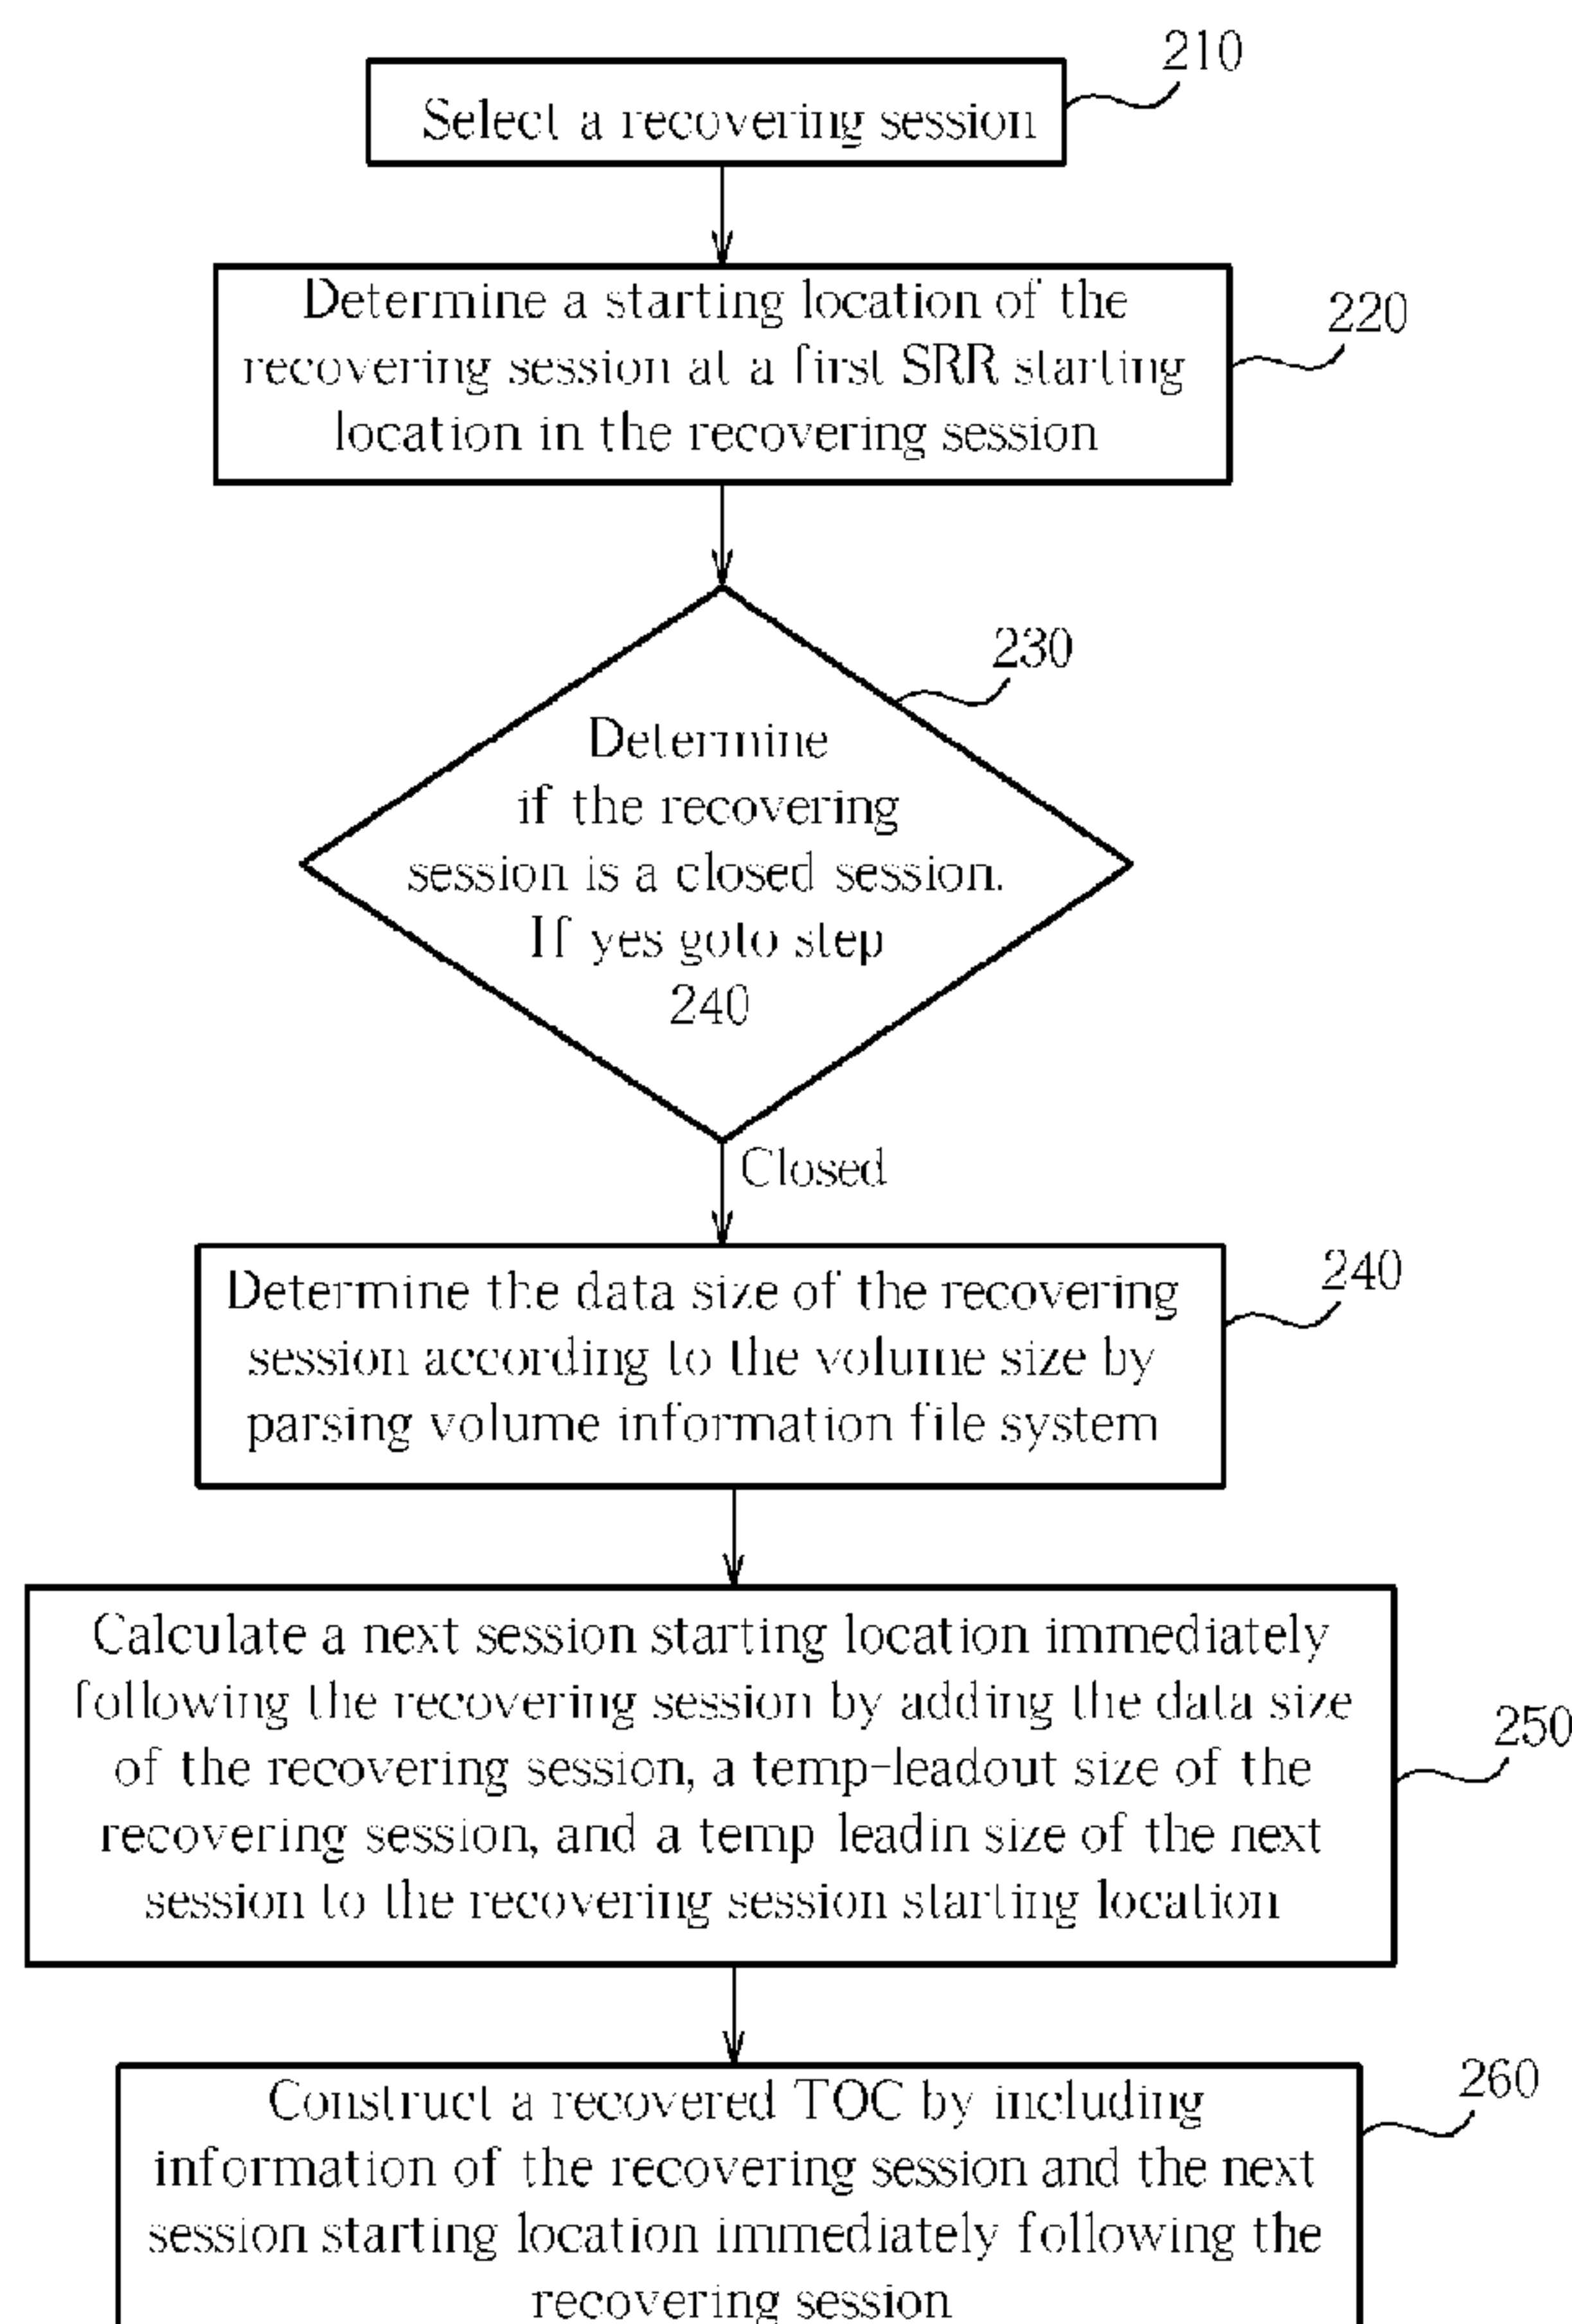 210
Select a recovering session
Determine a starting location of the
recovering session at a first SRR starting
location in the recovering session
220
230
Determine
if the recovering
session is a closed session.
If yes goto step
240
Closed
Determine the data size of the recovering
session according to the volume size by
parsing volume information file system
240
Calculate a next session starting location immediately
following the recovering session by adding the data size
of the recovering session, a temp-leadout size of the
recovering session, and a temp leadin size of the next
session to the recovering session starting location
250
Construct a recovered TOC by including
information of the recovering session and the next
session starting location immediately following the
recovering session
260